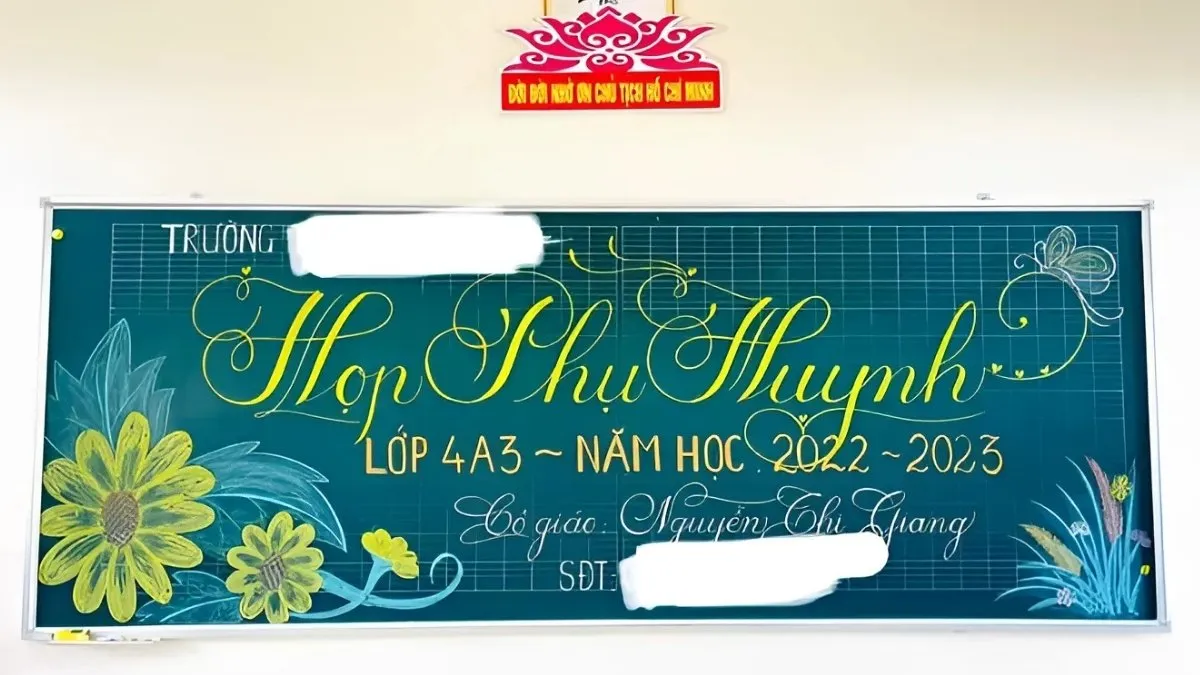 ĐỜI ĐỜI NHỚ ƠN CHỦ TỊCH HỒ CHÍ MINH
TRƯỜNG
Họp Phụ Huynh
LỚP 4A3 ~ NĂM HỌC. 2022 ~ 2023
Cô giáo: Nguyễn Thị Giang
SĐT: